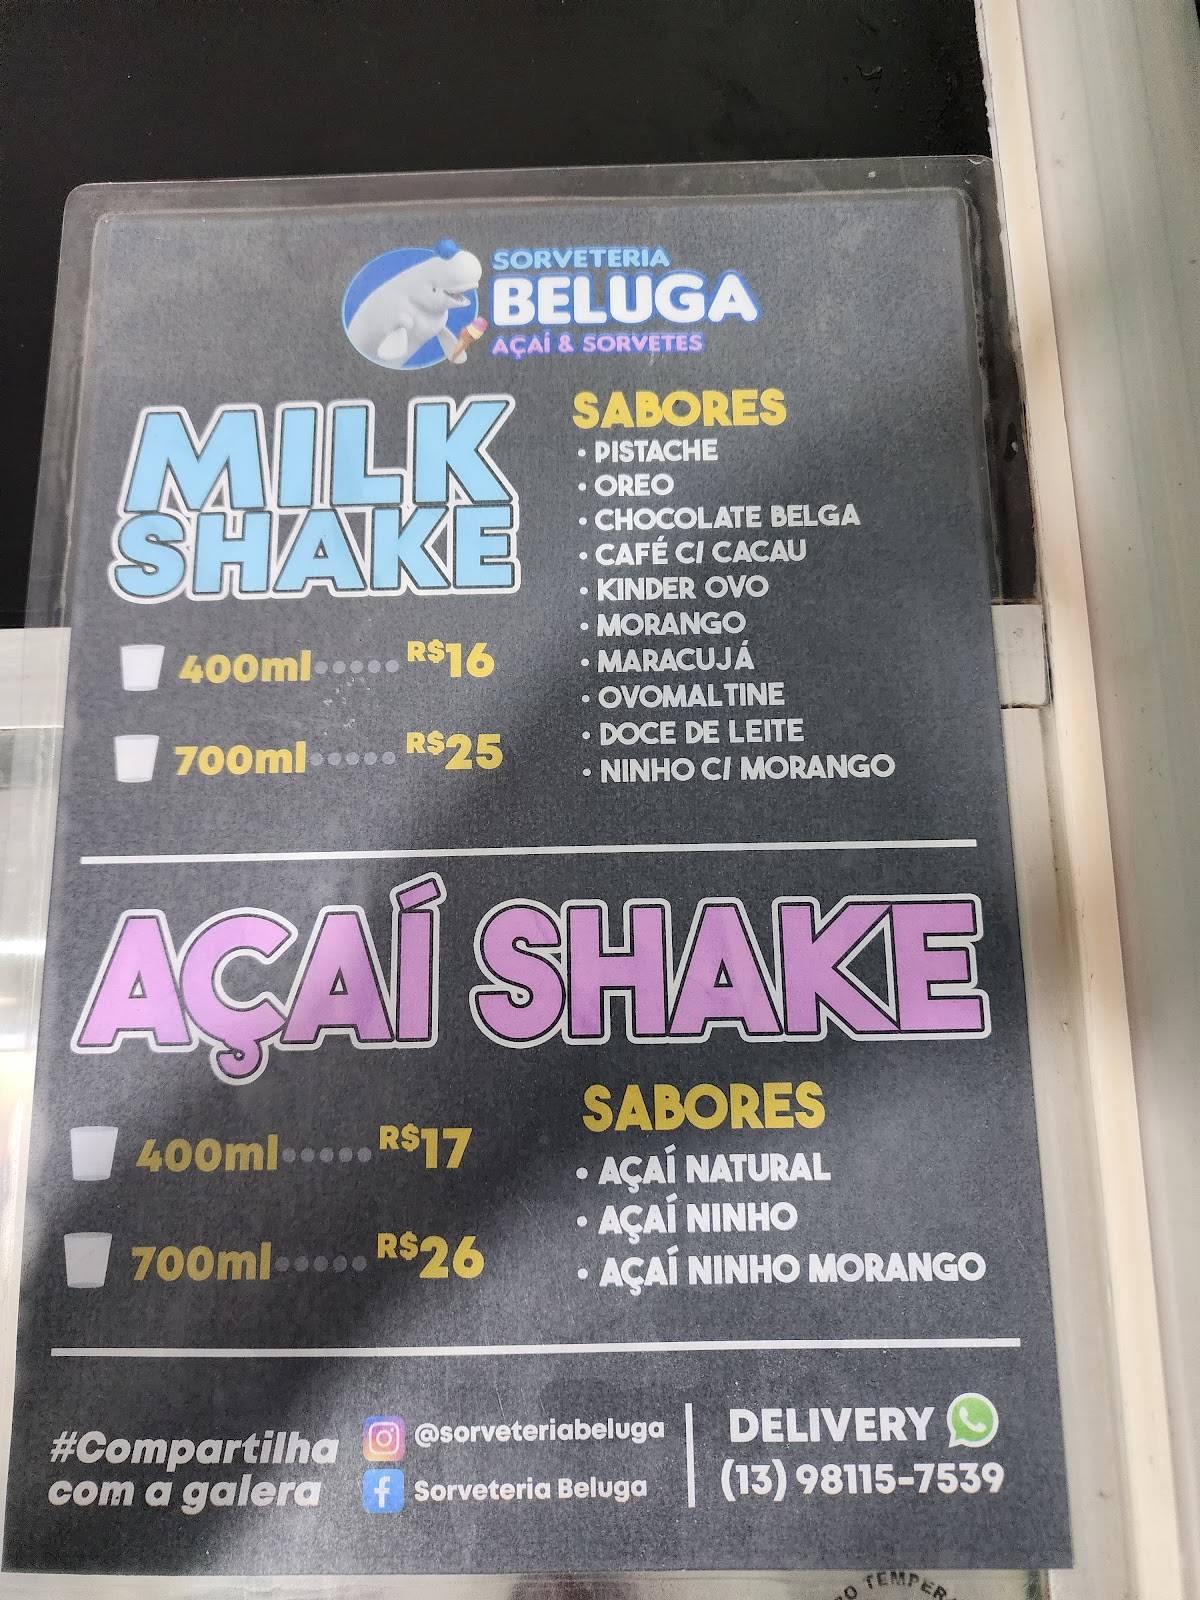 SORVETERIA
BELUGA
AÇAÍ & SORVETES
MILK
SHAKE
400ml R$16
700ml R$25
SABORES
• PISTACHE
• OREO
• CHOCOLATE BELGA
• CAFÉ C/ CACAU
• KINDER OVO
• MORANGO
• MARACUJÁ
• OVOMALTINE
• DOCE DE LEITE
• NINHO C/ MORANGO
AÇAÍ SHAKE
400ml R$17
700ml R$26
SABORES
• AÇAÍ NATURAL
• AÇAÍ NINHO
• AÇAÍ NINHO MORANGO
#Compartilha
com a galera
@sorveteriabeluga
Sorveteria Beluga
DELIVERY
(13) 98115-7539